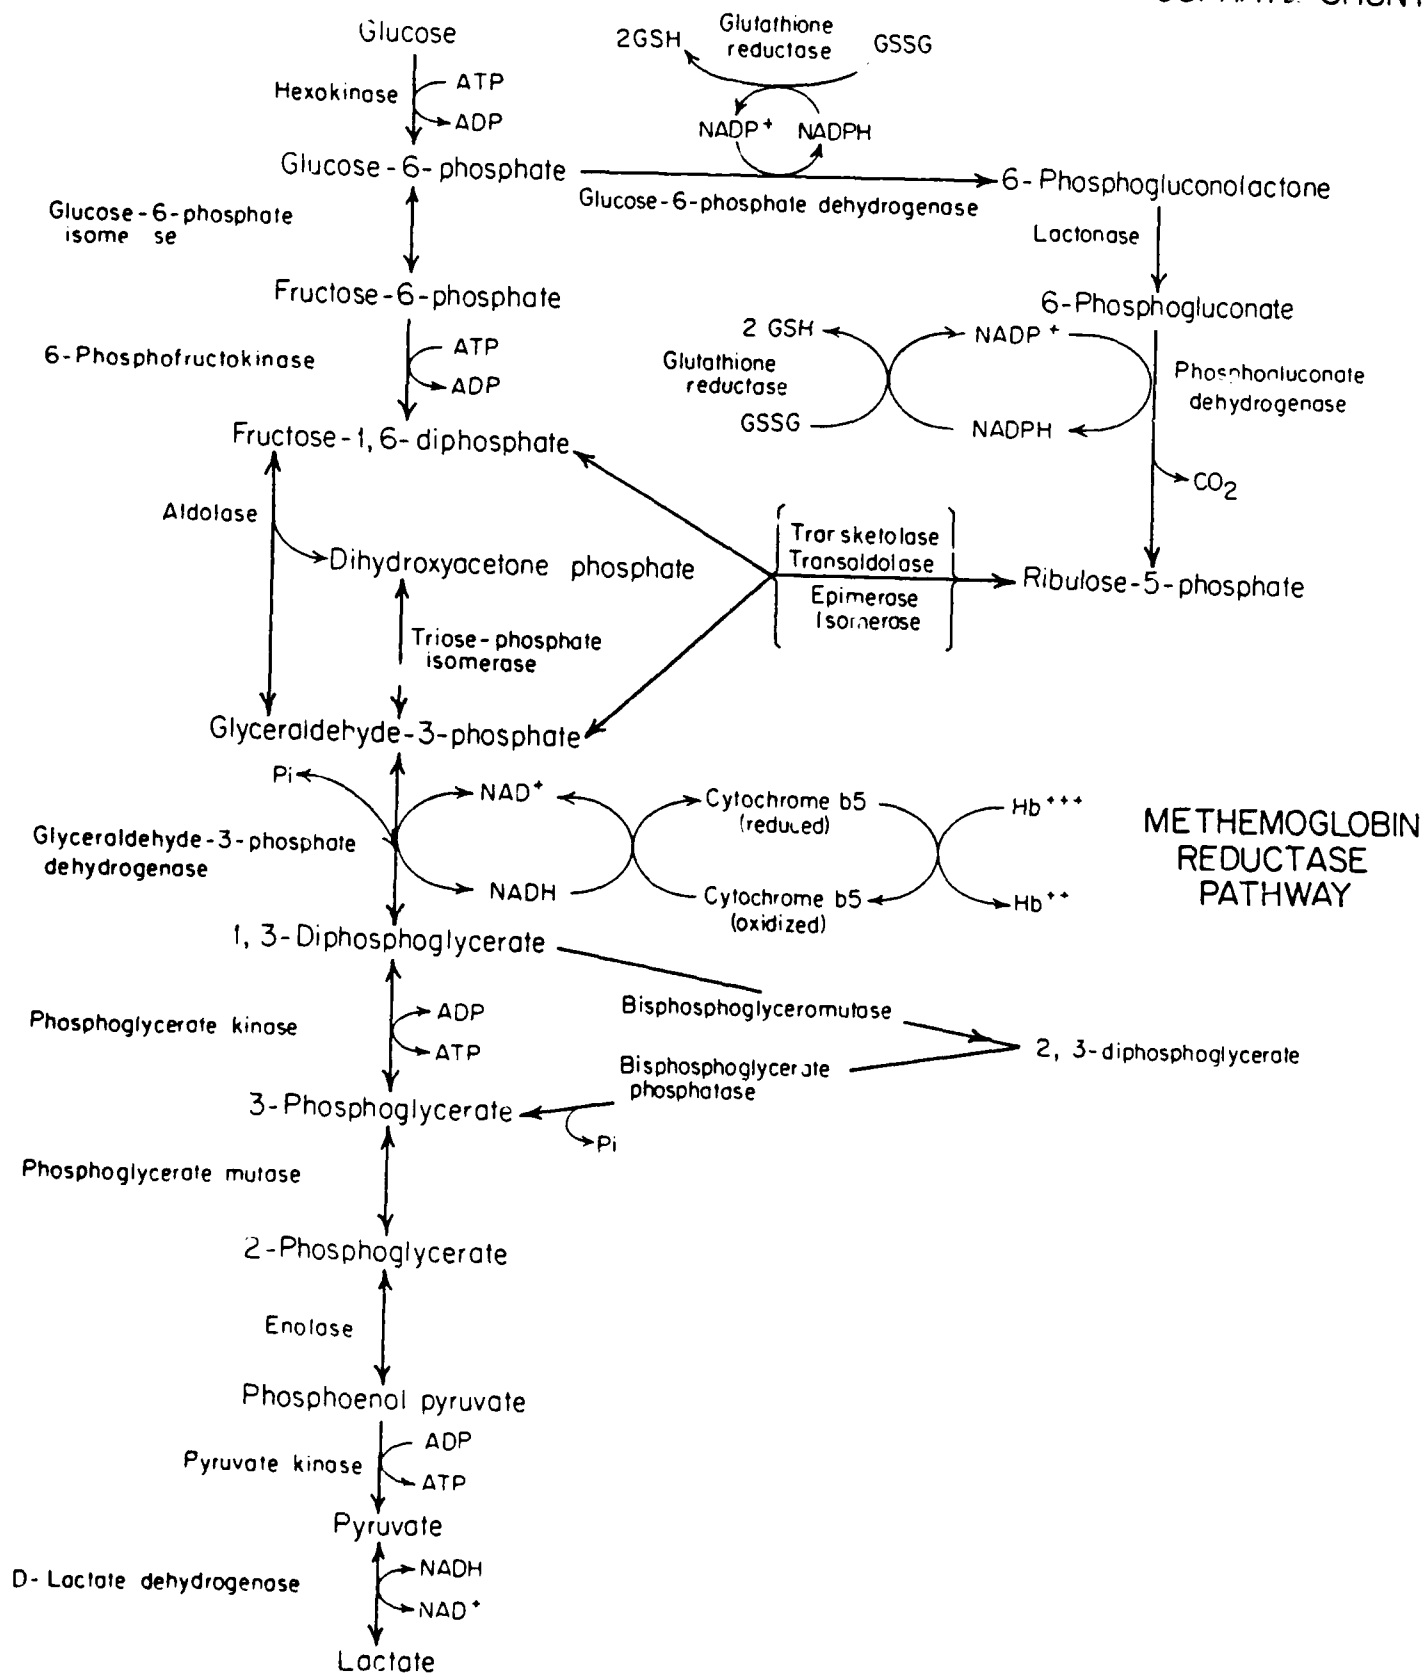 Glucose
Hexokinase
ATP
ADP
2GSH
Glutathione
reductase
GSSG
NADP+
NADPH
Glucose-6-phosphate
Glucose-6-phosphate dehydrogenase
6-Phosphogluconolactone
Glucose-6-phosphate
isome se
Lactonase
Fructose-6-phosphate
6-Phosphogluconate
6-Phosphofructokinase
ATP
ADP
2 GSH
Glutathione
reductase
GSSG
NADP+
NADPH
dehydrogenase
CO2
Fructose-1,6-diphosphate
Aldolase
Dihydroxyacetone phosphate
Transketolase
Transaldolase
Epimerase
Isomerase
Ribulose-5-phosphate
Triose-phosphate
isomerase
Glyceraldehyde-3-phosphate
Pi
Glyceraldehyde-3-phosphate
dehydrogenase
NAD+
NADH
Cytochrome b5
(reduced)
Cytochrome b5
(oxidized)
Hb+++
Hb++
METHEMOGLOBIN
REDUCTASE
PATHWAY
1,3-Diphosphoglycerate
Phosphoglycerate kinase
ADP
ATP
Bisphosphoglyceromutase
2, 3-diphosphoglycerate
Bisphosphoglycerate
phosphatase
3-Phosphoglycerate
Pi
Phosphoglycerate mutase
2-Phosphoglycerate
Enolase
Phosphoenol pyruvate
Pyruvate kinase
ADP
ATP
Pyruvate
D-Lactate dehydrogenase
NADH
NAD+
Lactate